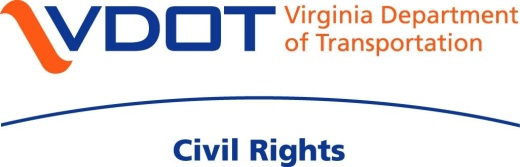 VDOT Virginia Department
of Transportation
Civil Rights